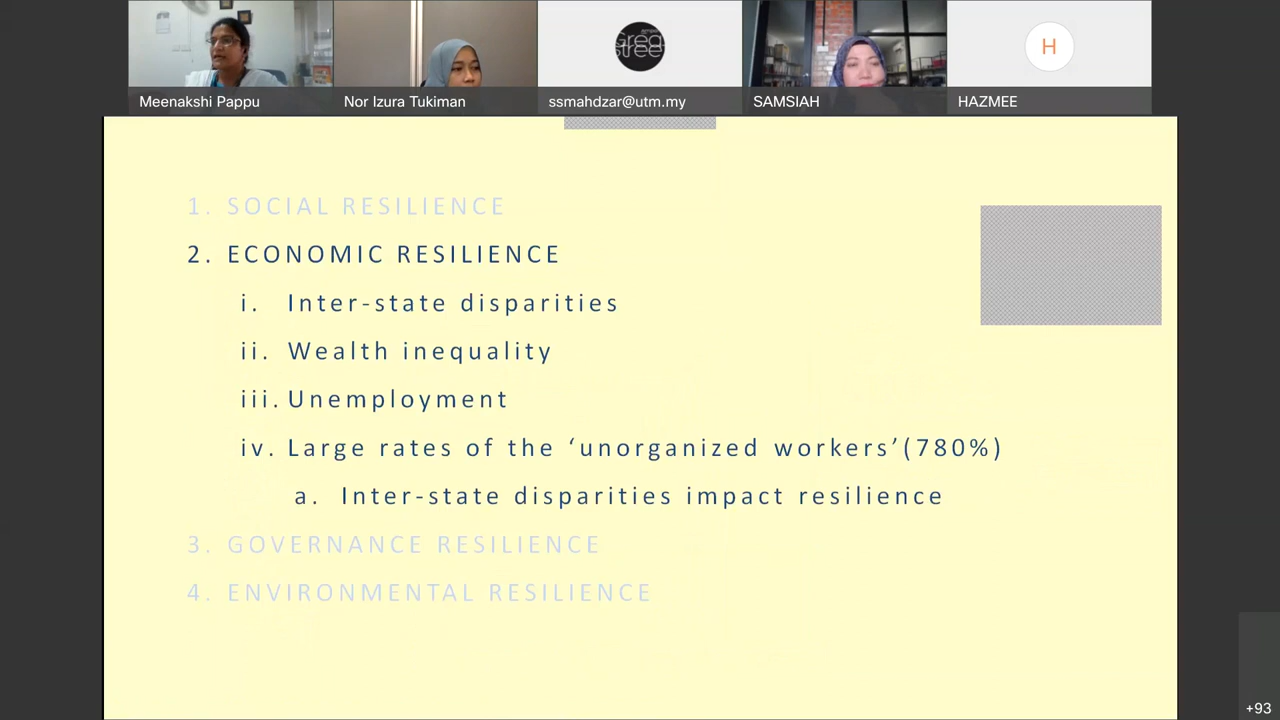 Meenakshi Pappu
Nor Izura Tukiman
ssmahdzar@utm.my
SAMSIAH
H
HAZMEE
1. SOCIAL RESILIENCE
2. ECONOMIC RESILIENCE
i. Inter-state disparities
ii. Wealth inequality
iii. Unemployment
iv. Large rates of the ‘unorganized workers’(780%)
a. Inter-state disparities impact resilience
3. GOVERNANCE RESILIENCE
4. ENVIRONMENTAL RESILIENCE
+93